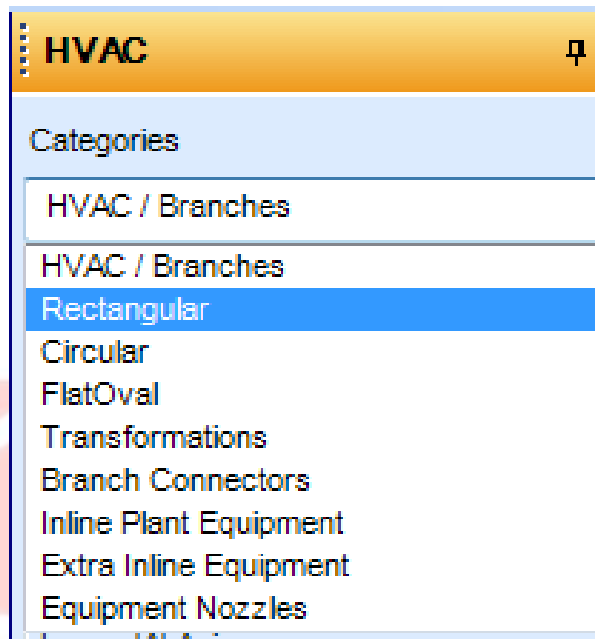 HVAC
Categories
HVAC / Branches
HVAC / Branches
Rectangular
Circular
FlatOval
Transformations
Branch Connectors
Inline Plant Equipment
Extra Inline Equipment
Equipment Nozzles